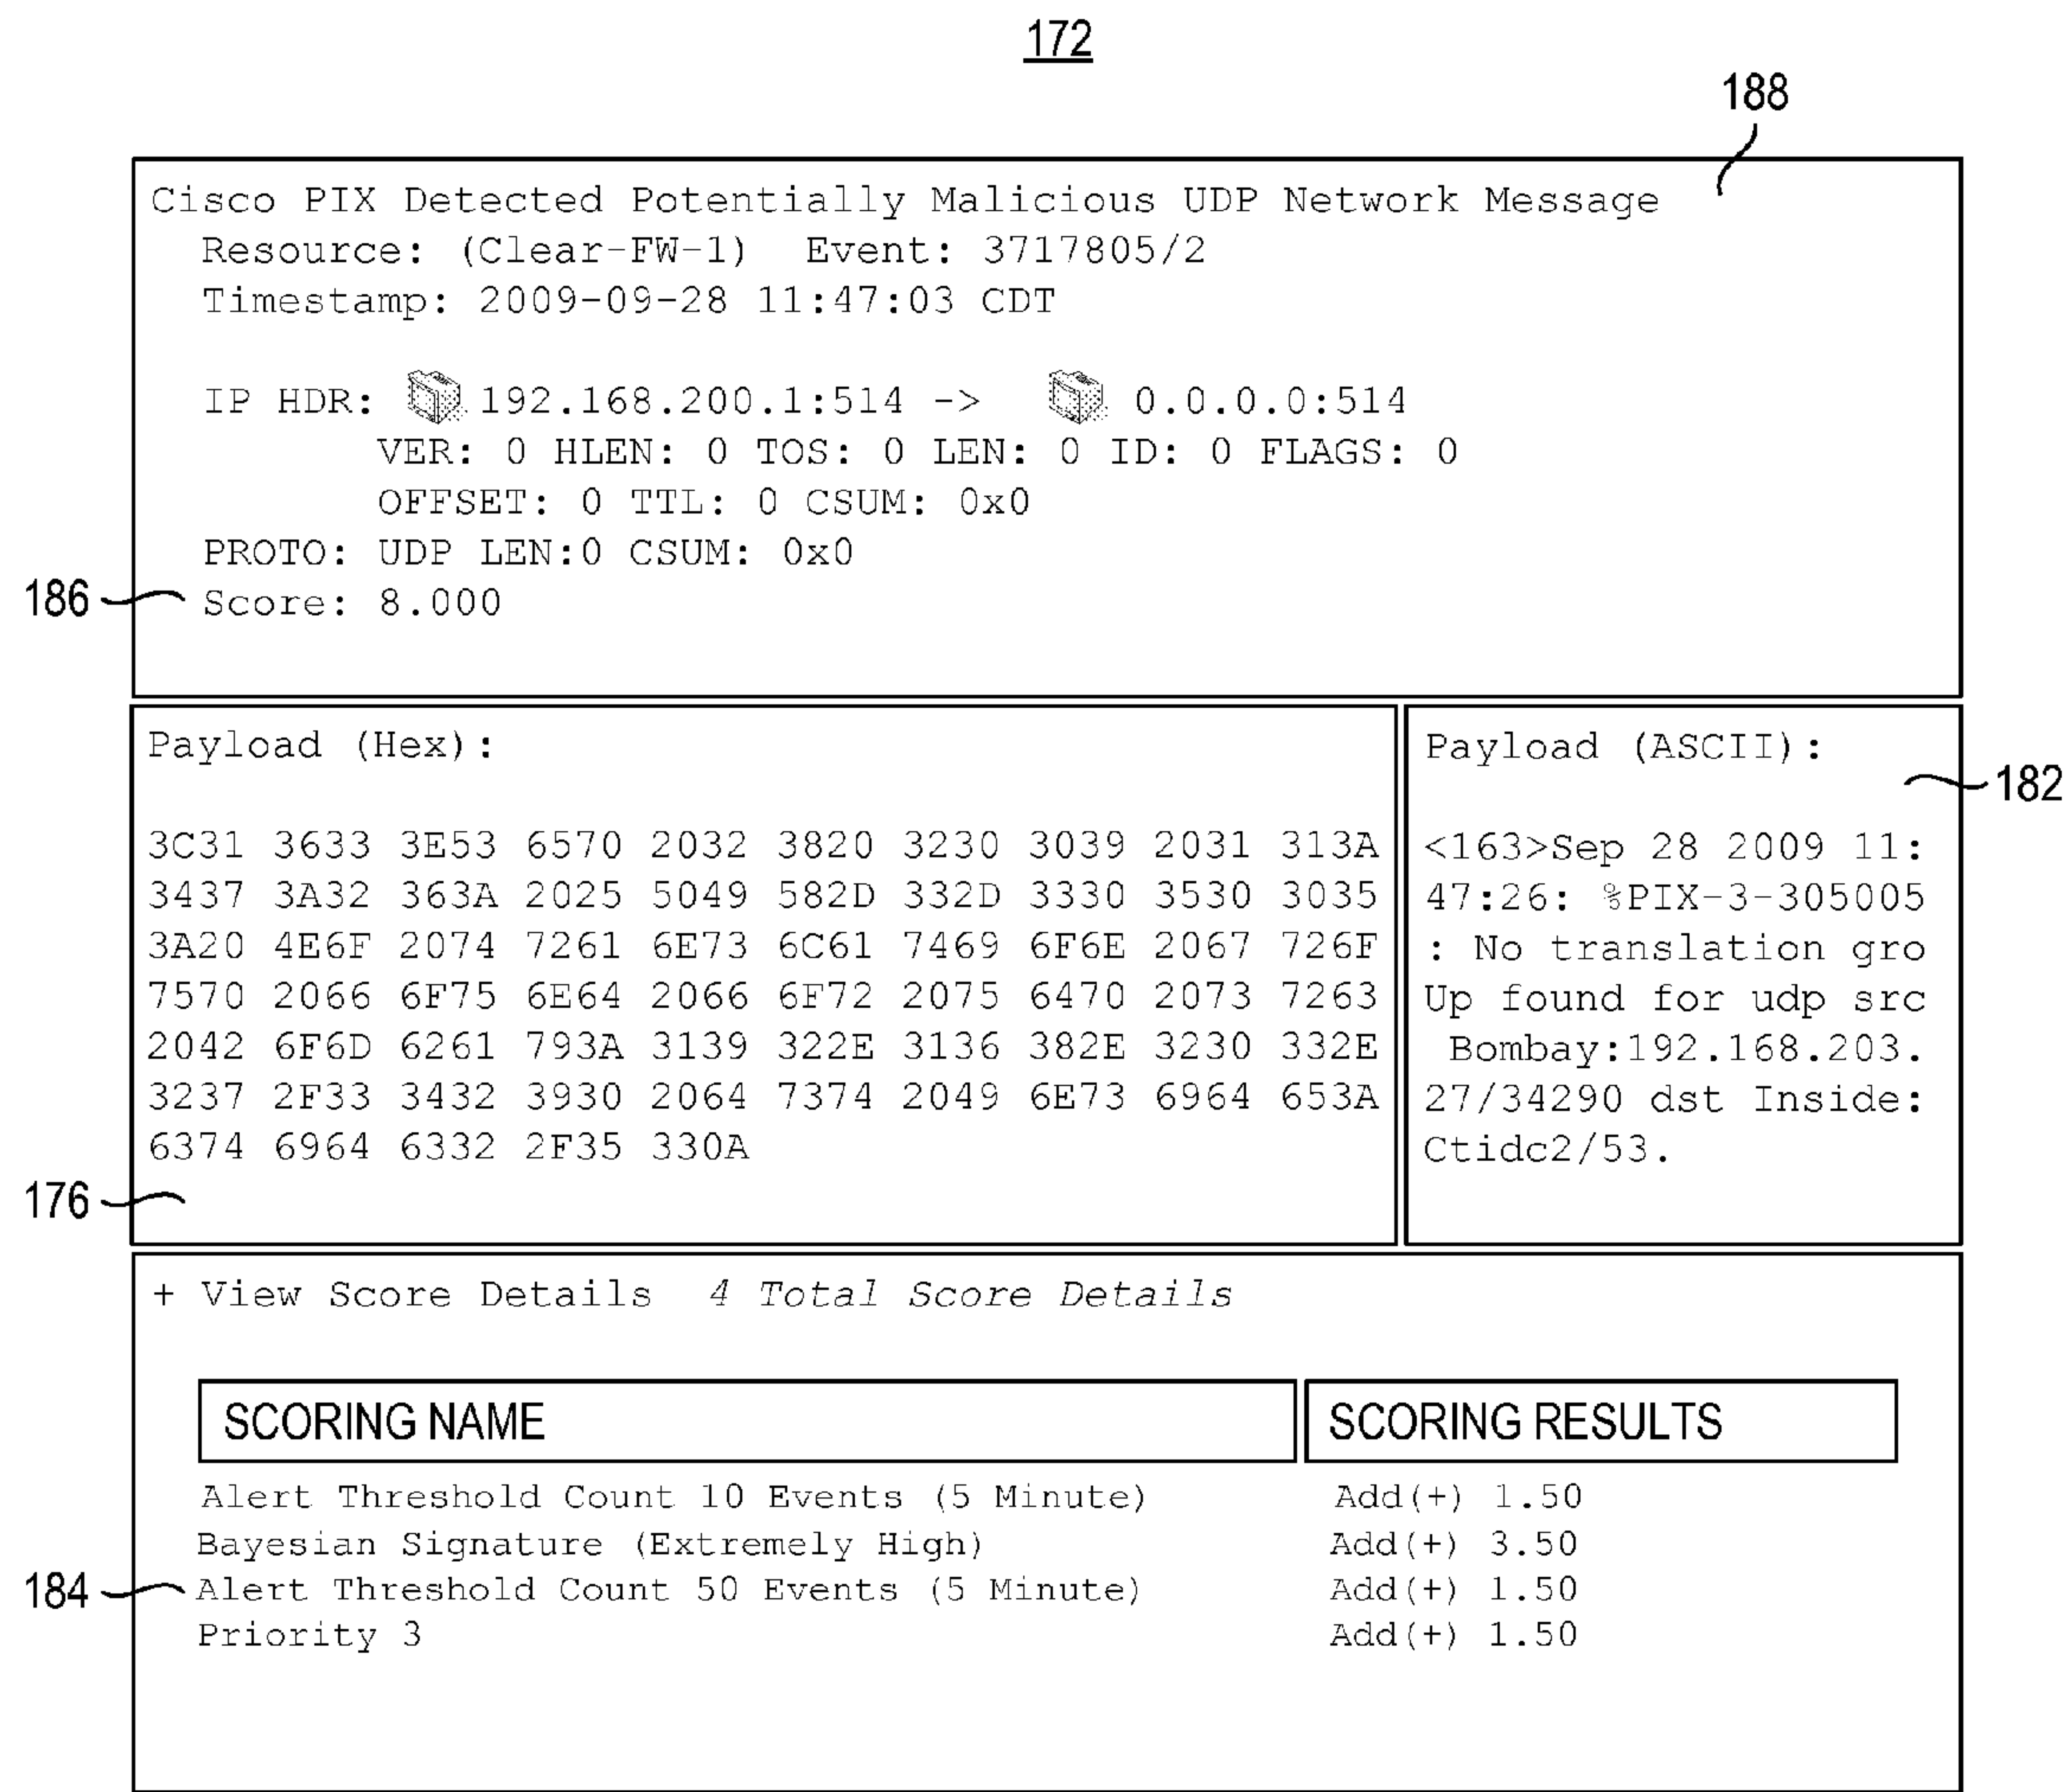 172
188
Cisco PIX Detected Potentially Malicious UDP Network Message
Resource: (Clear-FW-1) Event: 3717805/2
Timestamp: 2009-09-28 11:47:03 CDT
IP HDR: 192.168.200.1:514 -> 0.0.0.0:514
VER: 0 HLEN: 0 TOS: 0 LEN: 0 ID: 0 FLAGS: 0
OFFSET: 0 TTL: 0 CSUM: 0x0
PROTO: UDP LEN:0 CSUM: 0x0
186
Score: 8.000
Payload (Hex):
3C31 3633 3E53 6570 2032 3820 3230 3039 2031 313A
3437 3A32 363A 2025 5049 582D 332D 3330 3530 3035
3A20 4E6F 2074 7261 6E73 6C61 7469 6F6E 2067 726F
7570 2066 6F75 6E64 2066 6F72 2075 6470 2073 7263
2042 6F6D 6261 793A 3139 322E 3136 382E 3230 332E
3237 2F33 3432 3930 2064 7374 2049 6E73 6964 653A
6374 6964 6332 2F35 330A
176
Payload (ASCII):
182
<163>Sep 28 2009 11:
47:26: %PIX-3-305005
: No translation gro
Up found for udp src
Bombay:192.168.203.
27/34290 dst Inside:
Ctidc2/53.
+ View Score Details 4 Total Score Details
SCORING NAME SCORING RESULTS
Alert Threshold Count 10 Events (5 Minute) Add(+) 1.50
Bayesian Signature (Extremely High) Add(+) 3.50
184
Alert Threshold Count 50 Events (5 Minute) Add(+) 1.50
Priority 3 Add(+) 1.50